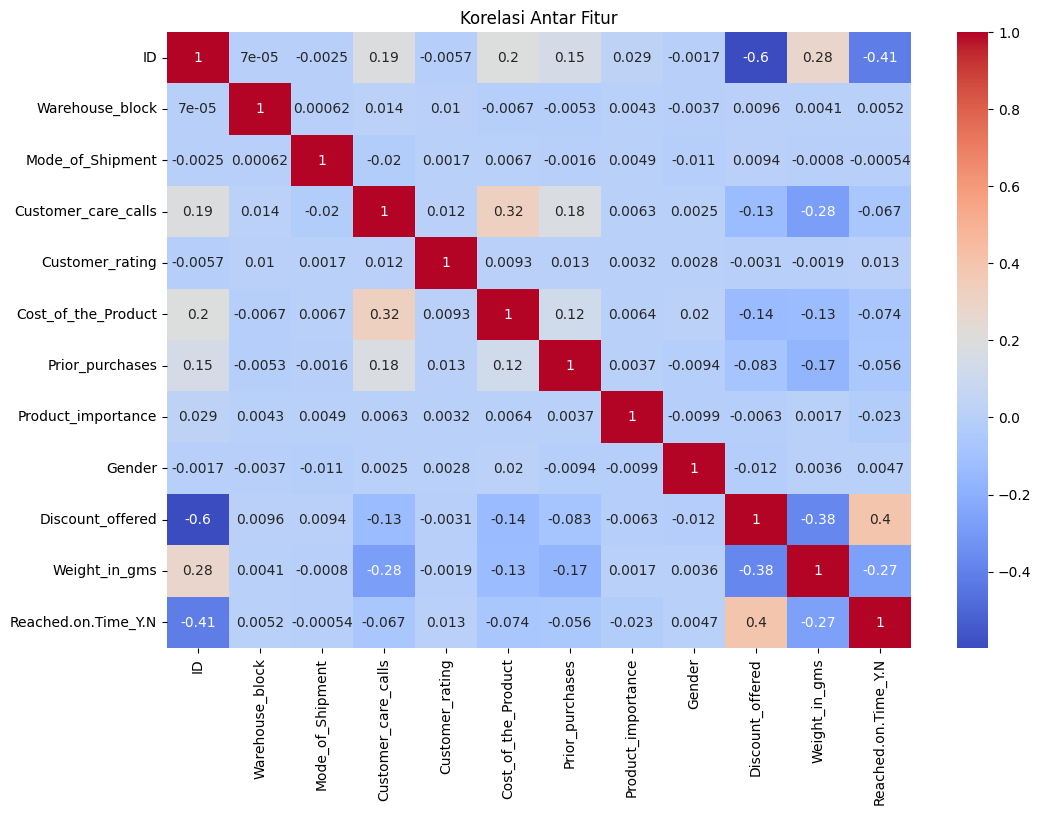 Korelasi Antar Fitur
ID 1 7e-05 -0.0025 0.19 -0.0057 0.2 0.15 0.029 -0.0017 -0.6 0.28 -0.41
Warehouse_block 7e-05 1 0.00062 0.014 0.01 -0.0067 -0.0053 0.0043 -0.0037 0.0096 0.0041 0.0052
Mode_of_Shipment -0.0025 0.00062 1 -0.02 0.0017 0.0067 -0.0016 0.0049 -0.011 0.0094 -0.0008 -0.00054
Customer_care_calls 0.19 0.014 -0.02 1 0.012 0.32 0.18 0.0063 0.0025 -0.13 -0.28 -0.067
Customer_rating -0.0057 0.01 0.0017 0.012 1 0.0093 0.013 0.0032 0.0028 -0.0031 -0.0019 0.013
Cost_of_the_Product 0.2 -0.0067 0.0067 0.32 0.0093 1 0.12 0.0064 0.02 -0.14 -0.13 -0.074
Prior_purchases 0.15 -0.0053 -0.0016 0.18 0.013 0.12 1 0.0037 -0.0094 -0.083 -0.17 -0.056
Product_importance 0.029 0.0043 0.0049 0.0063 0.0032 0.0064 0.0037 1 -0.0099 -0.0063 0.0017 -0.023
Gender -0.0017 -0.0037 -0.011 0.0025 0.0028 0.02 -0.0094 -0.0099 1 -0.012 0.0036 0.0047
Discount_offered -0.6 0.0096 0.0094 -0.13 -0.0031 -0.14 -0.083 -0.0063 -0.012 1 -0.38 0.4
Weight_in_gms 0.28 0.0041 -0.0008 -0.28 -0.0019 -0.13 -0.17 0.0017 0.0036 -0.38 1 -0.27
Reached.on.Time_Y.N -0.41 0.0052 -0.00054 -0.067 0.013 -0.074 -0.056 -0.023 0.0047 0.4 -0.27 1
ID
Warehouse_block
Mode_of_Shipment
Customer_care_calls
Customer_rating
Cost_of_the_Product
Prior_purchases
Product_importance
Gender
Discount_offered
Weight_in_gms
Reached.on.Time_Y.N
1.0
0.8
0.6
0.4
0.2
0.0
−0.2
−0.4